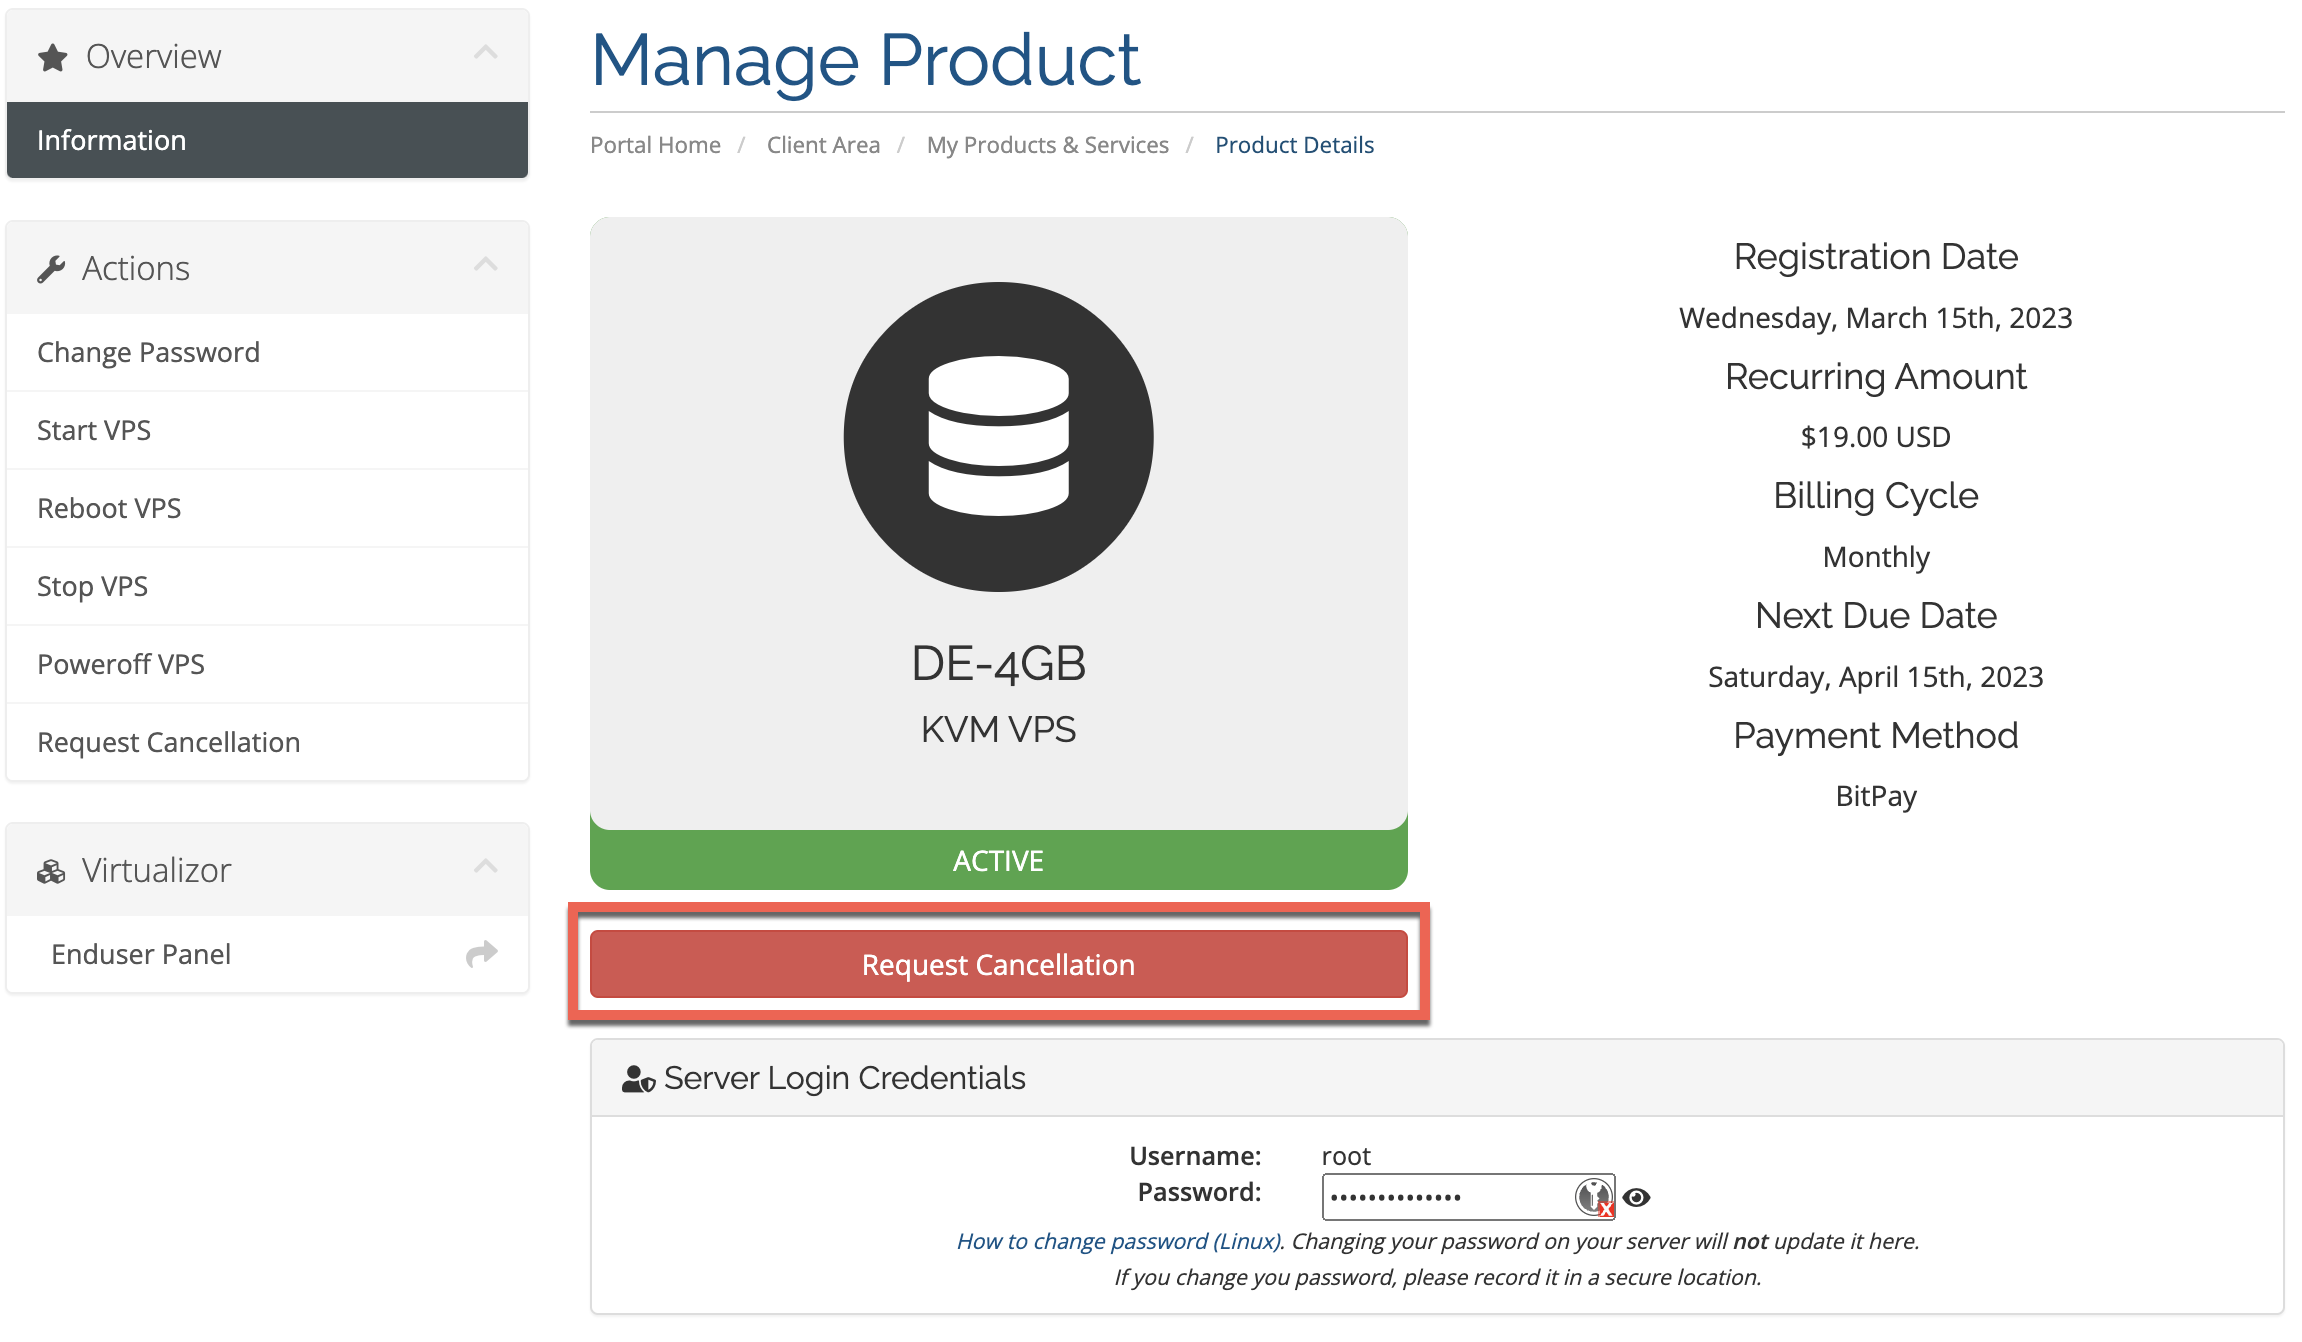 Overview
Information
Actions
Change Password
Start VPS
Reboot VPS
Stop VPS
Poweroff VPS
Request Cancellation
Virtualizor
Enduser Panel
Manage Product
Portal Home / Client Area / My Products & Services / Product Details
DE-4GB
KVM VPS
ACTIVE
Request Cancellation
Registration Date
Wednesday, March 15th, 2023
Recurring Amount
$19.00 USD
Billing Cycle
Monthly
Next Due Date
Saturday, April 15th, 2023
Payment Method
BitPay
Server Login Credentials
Username: root
Password: ••••••••••••••
How to change password (Linux). Changing your password on your server will not update it here.
If you change you password, please record it in a secure location.